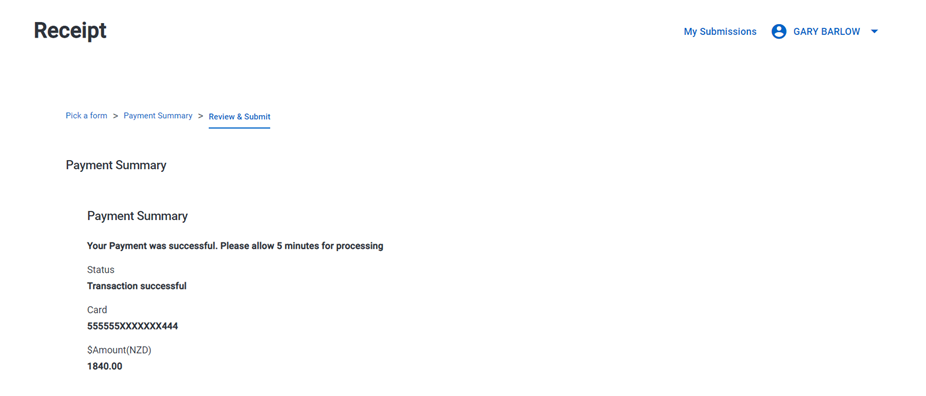 Receipt
My Submissions GARY BARLOW
Pick a form > Payment Summary > Review & Submit
Payment Summary
Payment Summary
Your Payment was successful. Please allow 5 minutes for processing
Status
Transaction successful
Card
555555XXXXXXX444
$Amount(NZD)
1840.00